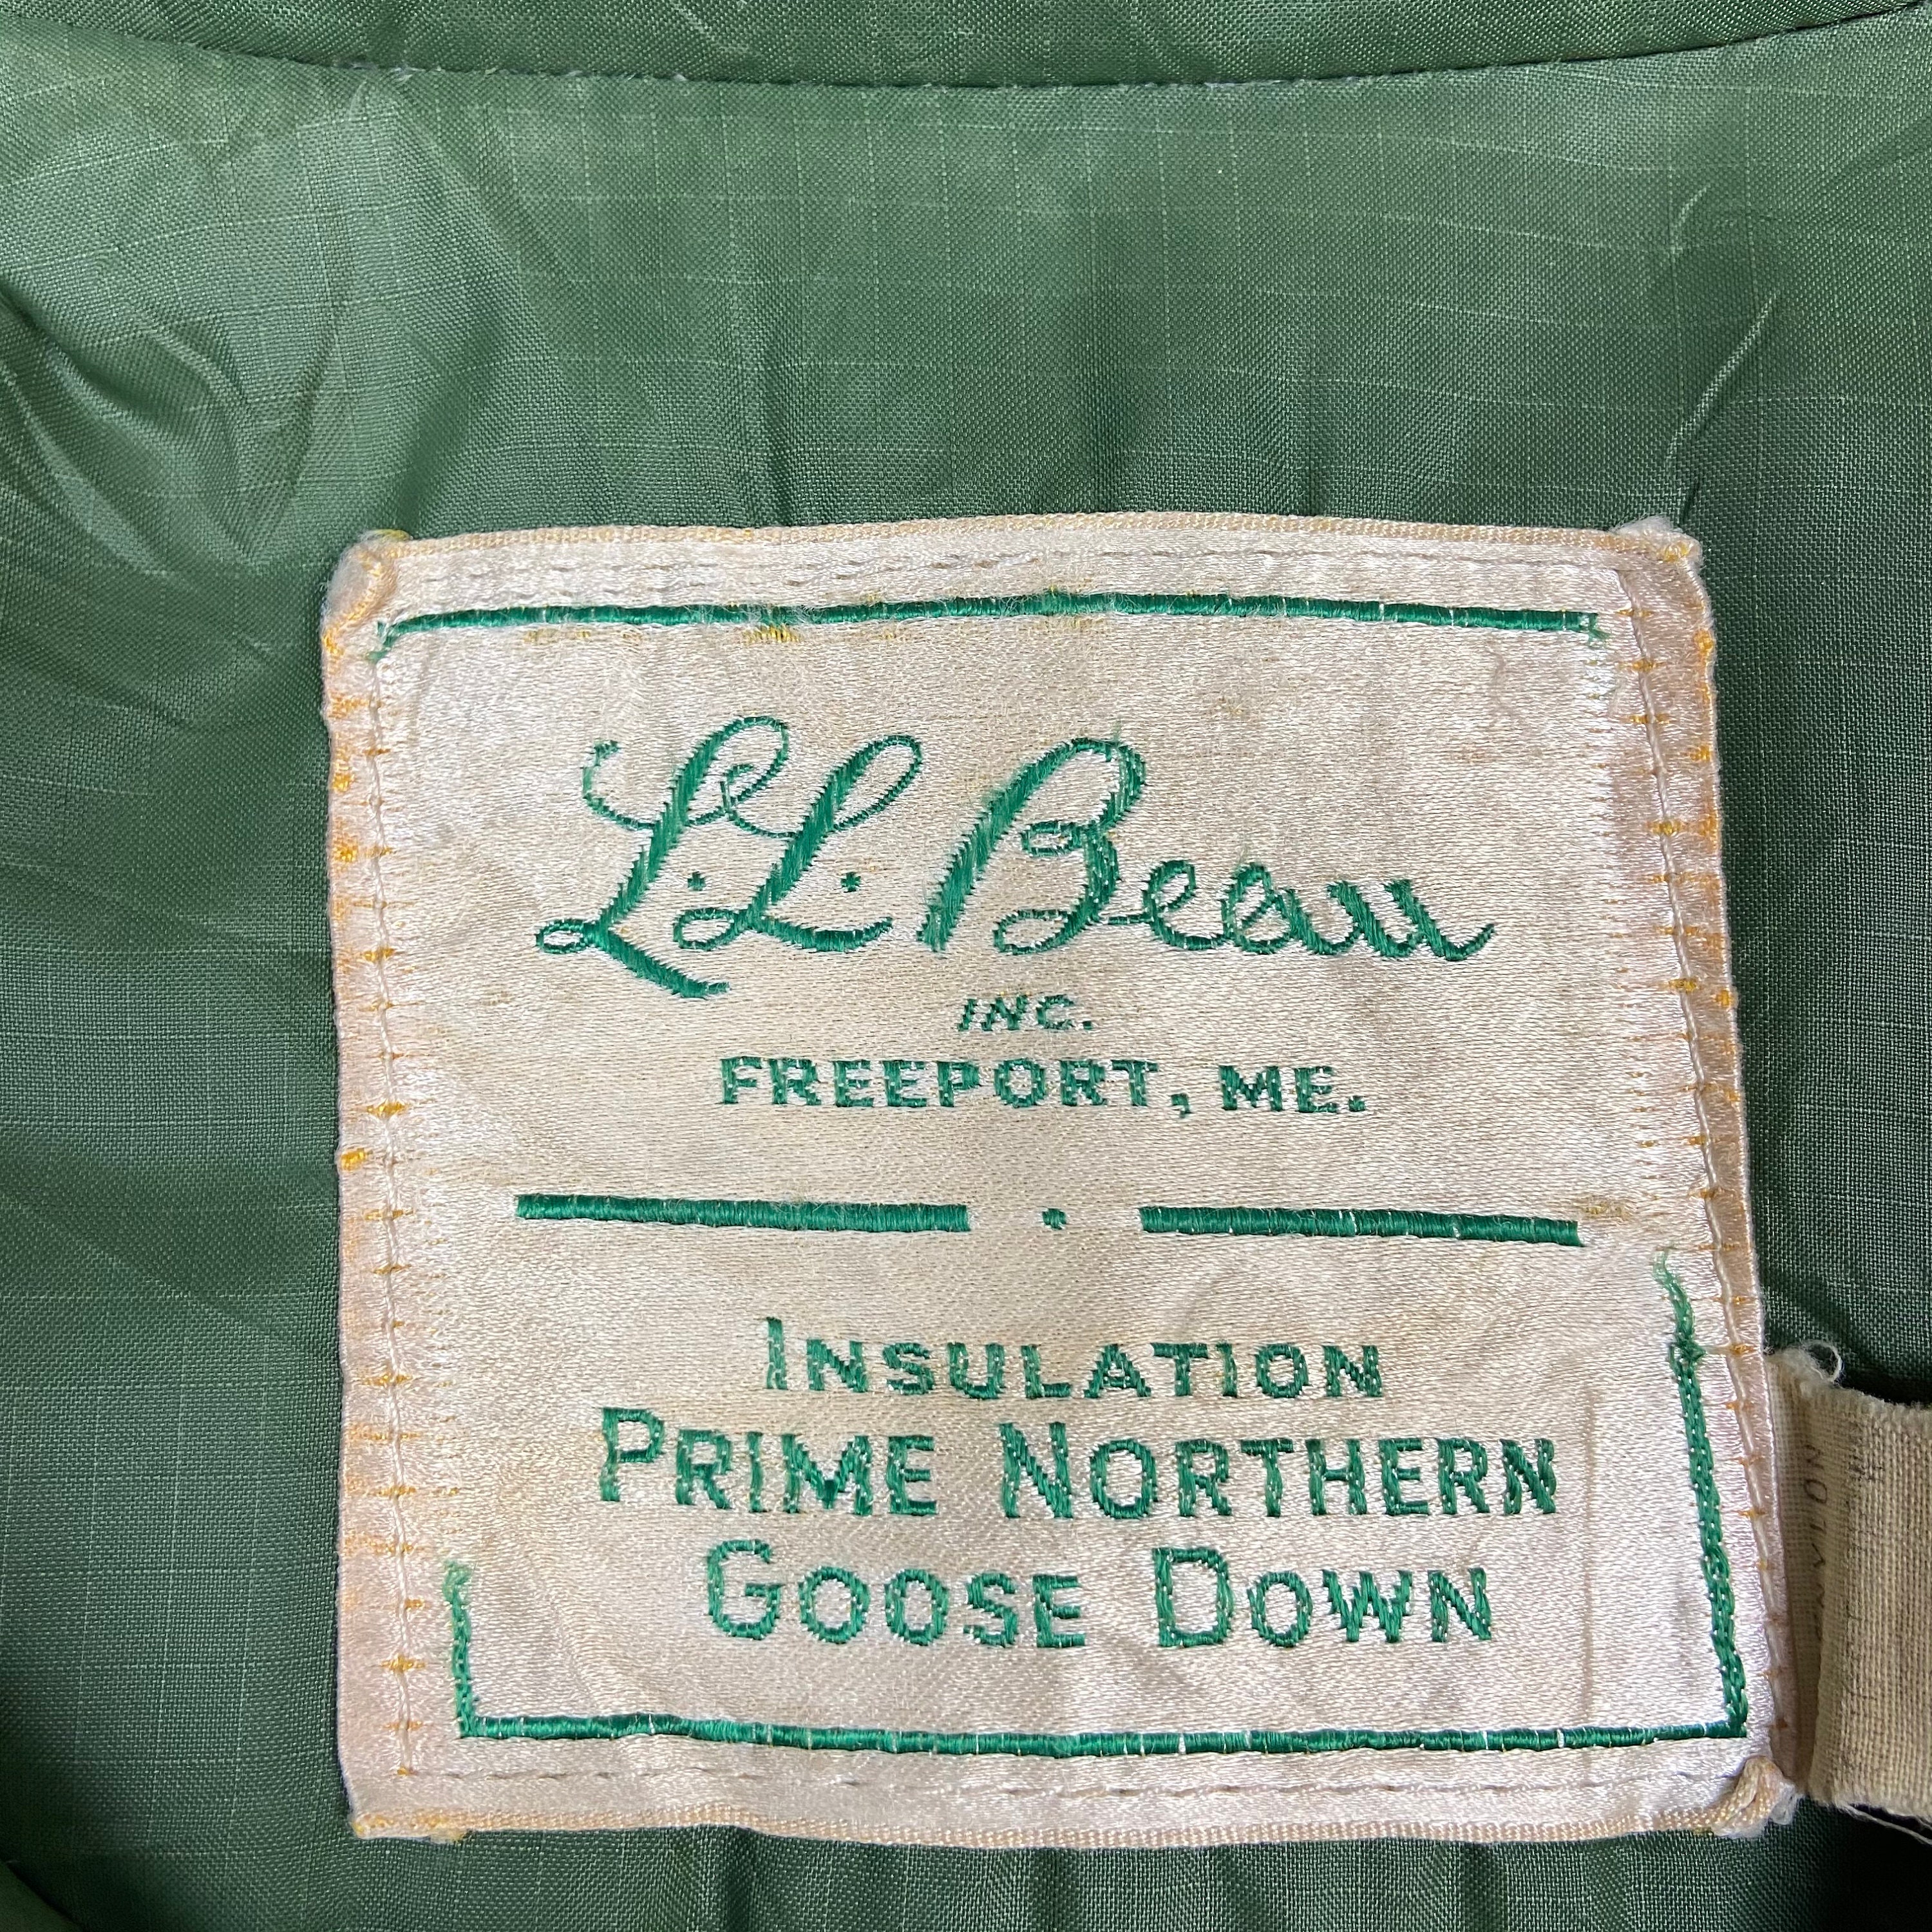 L.L. Bean
INC.
FREEPORT, ME.
INSULATION
PRIME NORTHERN
GOOSE DOWN